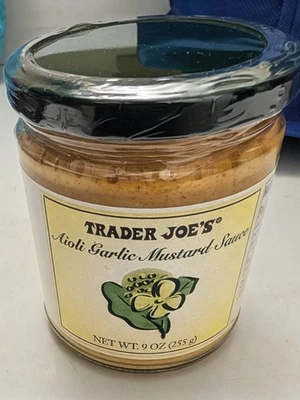 TRADER JOE'S®
Aioli Garlic Mustard Sauce
NET WT. 9 OZ (255 g)